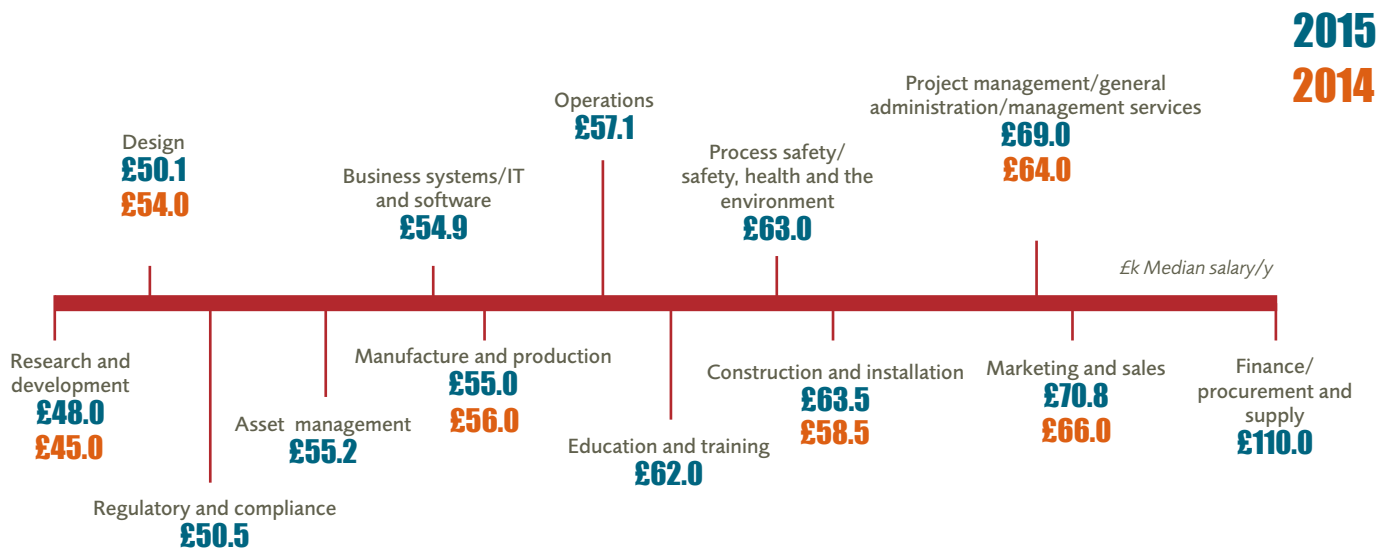 2015
2014
Design
£50.1
£54.0
Business systems/IT
and software
£54.9
Operations
£57.1
Process safety/
safety, health and the
environment
£63.0
Project management/general
administration/management services
£69.0
£64.0
£k Median salary/y
Research and
development
£48.0
£45.0
Regulatory and compliance
£50.5
Asset  management
£55.2
Manufacture and production
£55.0
£56.0
Education and training
£62.0
Construction and installation
£63.5
£58.5
Marketing and sales
£70.8
£66.0
Finance/
procurement and
supply
£110.0